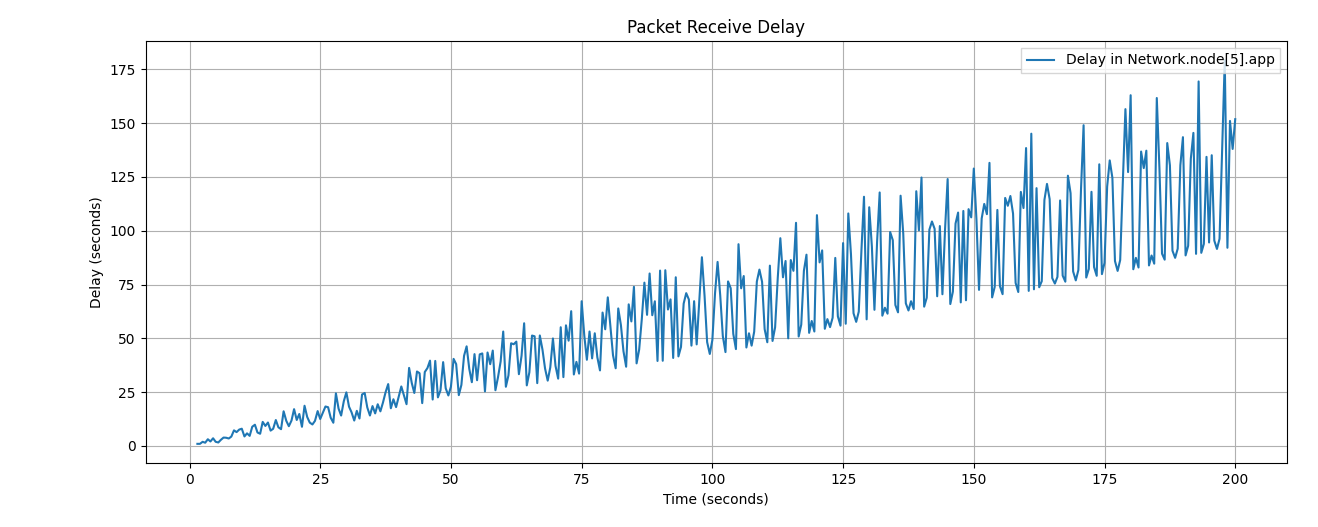 Packet Receive Delay
Delay in Network.node[5].app
Delay (seconds)
175
150
125
100
75
50
25
0
0 25 50 75 100 125 150 175 200
Time (seconds)